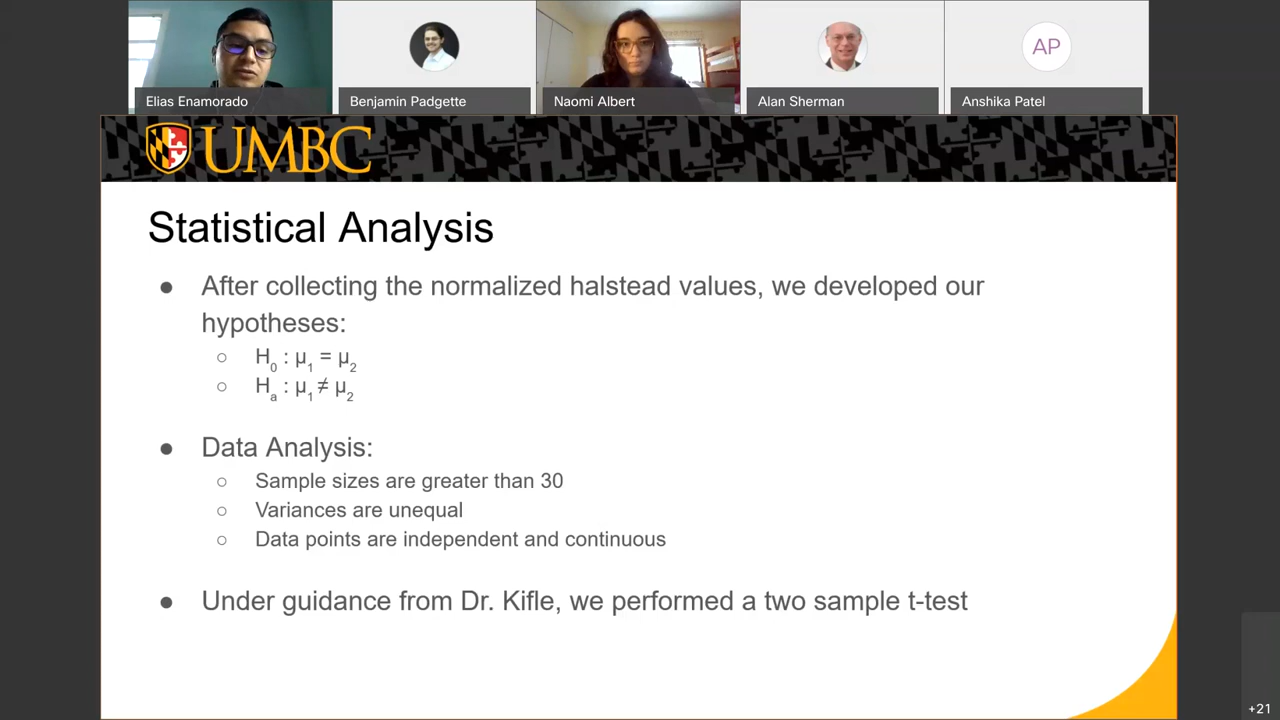 AP
Elias Enamorado
Benjamin Padgette
Naomi Albert
Alan Sherman
Anshika Patel
UMBC
Statistical Analysis
● After collecting the normalized halstead values, we developed our
hypotheses:
○ H₀ : μ₁ = μ₂
○ Hₐ : μ₁ ≠ μ₂
● Data Analysis:
○ Sample sizes are greater than 30
○ Variances are unequal
○ Data points are independent and continuous
● Under guidance from Dr. Kifle, we performed a two sample t-test
+21